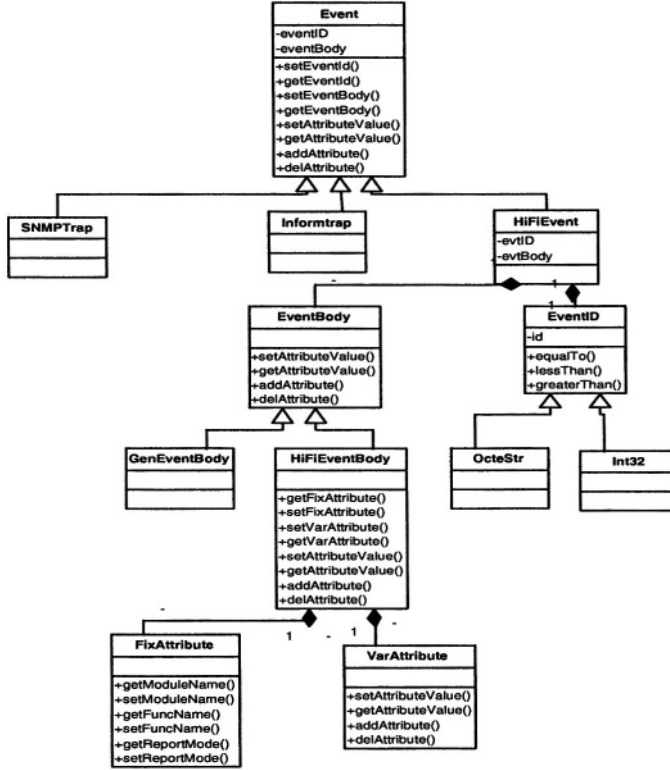 Event
-eventID
-eventBody
+setEventId()
+getEventId()
+setEventBody()
+getEventBody()
+setAttributeValue()
+getAttributeValue()
+addAttribute()
+delAttribute()
SNMPTrap
Informtrap
HiFiEvent
-evtID
-evtBody
-
1
1
EventBody
+setAttributeValue()
+getAttributeValue()
+addAttribute()
+delAttribute()
EventID
-id
+equalTo()
+lessThan()
+greaterThan()
GenEventBody
HiFiEventBody
+getFixAttribute()
+setFixAttribute()
+setVarAttribute()
+getVarAttribute()
+setAttributeValue()
+getAttributeValue()
+addAttribute()
+delAttribute()
OcteStr
Int32
-
1
-
1
-
FixAttribute
+getModuleName()
+setModuleName()
+getFuncName()
+setFuncName()
+getReportMode()
+setReportMode()
VarAttribute
+setAttributeValue()
+getAttributeValue()
+addAttribute()
+delAttribute()